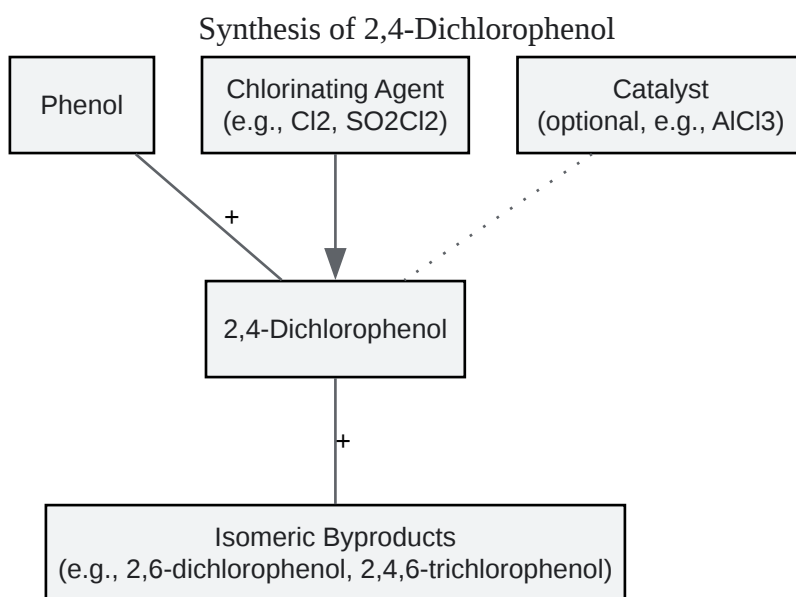 Synthesis of 2,4-Dichlorophenol
Phenol
Chlorinating Agent
(e.g., Cl2, SO2Cl2)
Catalyst
(optional, e.g., AlCl3)
+
2,4-Dichlorophenol
+
Isomeric Byproducts
(e.g., 2,6-dichlorophenol, 2,4,6-trichlorophenol)